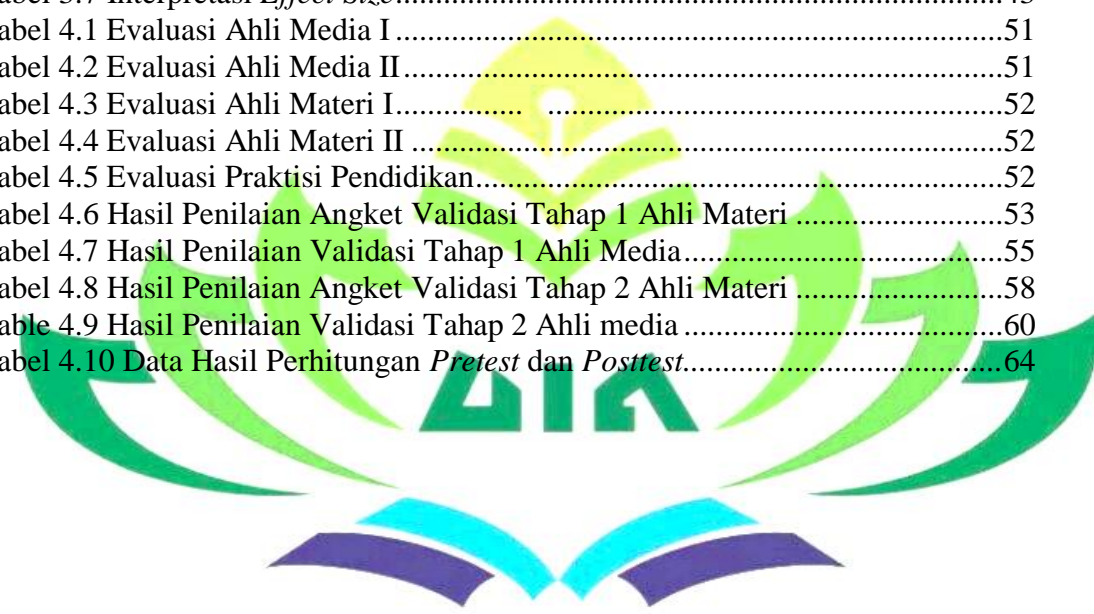 abel 3.7 Interpretasi Effect Size
abel 4.1 Evaluasi Ahli Media I ........................................................................51
abel 4.2 Evaluasi Ahli Media II.......................................................................51
abel 4.3 Evaluasi Ahli Materi I.............. ....................................................52
abel 4.4 Evaluasi Ahli Materi II ......................................................................52
abel 4.5 Evaluasi Praktisi Pendidikan...............................................................52
abel 4.6 Hasil Penilaian Angket Validasi Tahap 1 Ahli Materi ..........................53
abel 4.7 Hasil Penilaian Validasi Tahap 1 Ahli Media......................................55
abel 4.8 Hasil Penilaian Angket Validasi Tahap 2 Ahli Materi ..........................58
able 4.9 Hasil Penilaian Validasi Tahap 2 Ahli media ......................................60
abel 4.10 Data Hasil Perhitungan Pretest dan Posttest......................................64